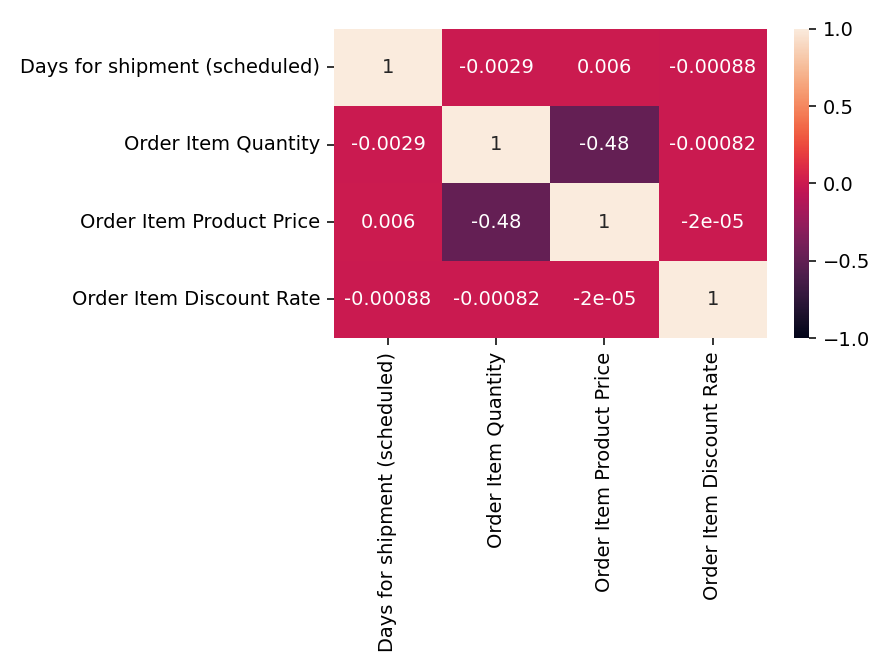 Days for shipment (scheduled) 1 -0.0029 0.006 -0.00088
Order Item Quantity -0.0029 1 -0.48 -0.00082
Order Item Product Price 0.006 -0.48 1 -2e-05
Order Item Discount Rate -0.00088 -0.00082 -2e-05 1
Days for shipment (scheduled)
Order Item Quantity
Order Item Product Price
Order Item Discount Rate
1.0
0.5
0.0
−0.5
−1.0